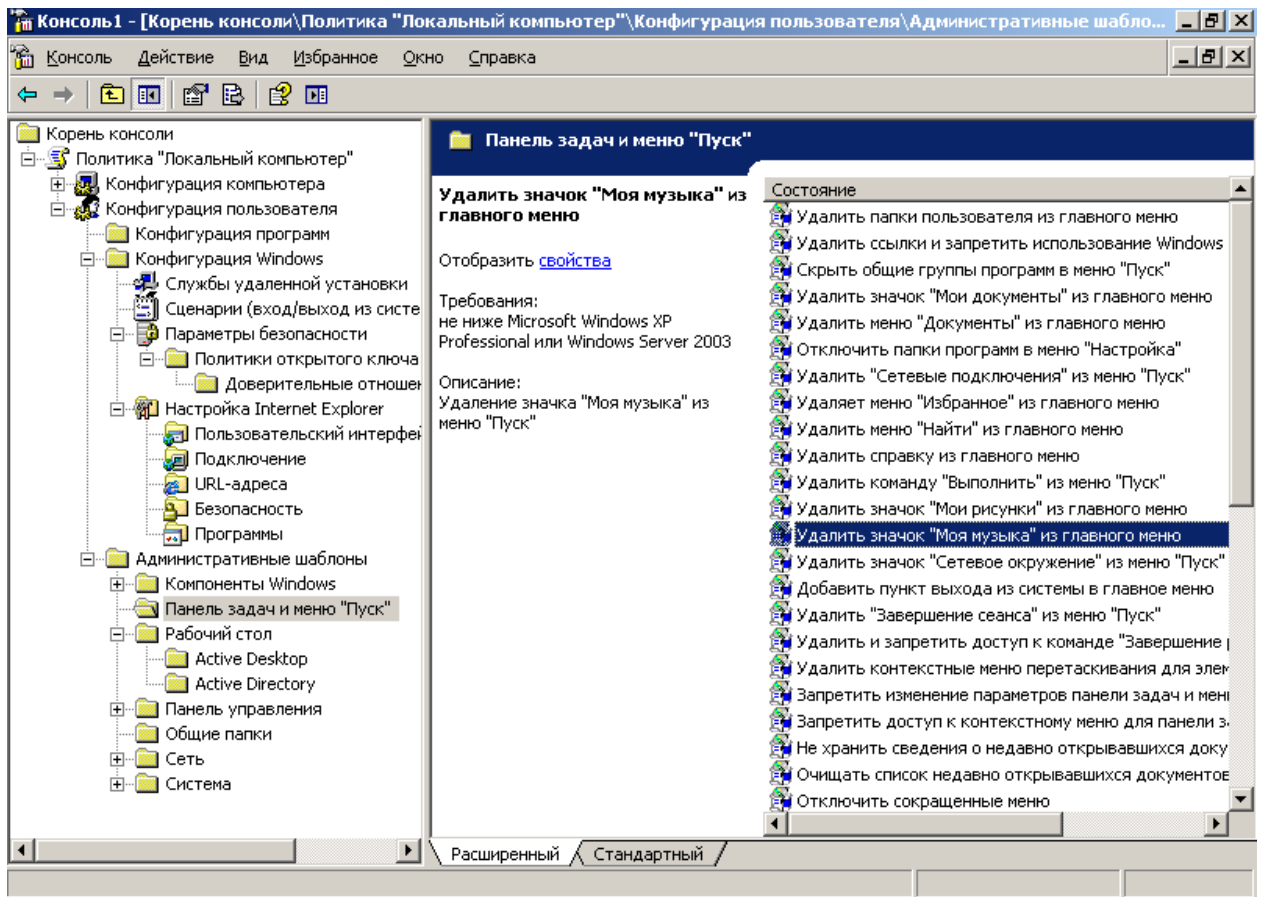 Консоль1 - [Корень консоли\Политика "Локальный компьютер"\Конфигурация пользователя\Административные шабло...
Консоль Действие Вид Избранное Окно Справка
Корень консоли
Политика "Локальный компьютер"
Конфигурация компьютера
Конфигурация пользователя
Конфигурация программ
Конфигурация Windows
Службы удаленной установки
Сценарии (вход/выход из систе
Параметры безопасности
Политики открытого ключа
Доверительные отношен
Настройка Internet Explorer
Пользовательский интерфей
Подключение
URL-адреса
Безопасность
Программы
Административные шаблоны
Компоненты Windows
Панель задач и меню "Пуск"
Рабочий стол
Active Desktop
Active Directory
Панель управления
Общие папки
Сеть
Система
Панель задач и меню "Пуск"
Удалить значок "Моя музыка" из
главного меню
Отобразить свойства
Требования:
не ниже Microsoft Windows XP
Professional или Windows Server 2003
Описание:
Удаление значка "Моя музыка" из
меню "Пуск"
Состояние
Удалить папки пользователя из главного меню
Удалить ссылки и запретить использование Windows
Скрыть общие группы программ в меню "Пуск"
Удалить значок "Мои документы" из главного меню
Удалить меню "Документы" из главного меню
Отключить папки программ в меню "Настройка"
Удалить "Сетевые подключения" из меню "Пуск"
Удаляет меню "Избранное" из главного меню
Удалить меню "Найти" из главного меню
Удалить справку из главного меню
Удалить команду "Выполнить" из меню "Пуск"
Удалить значок "Мои рисунки" из главного меню
Удалить значок "Моя музыка" из главного меню
Удалить значок "Сетевое окружение" из меню "Пуск"
Добавить пункт выхода из системы в главное меню
Удалить "Завершение сеанса" из меню "Пуск"
Удалить и запретить доступ к команде "Завершение
Удалить контекстные меню перетаскивания для элем
Запретить изменение параметров панели задач и мен
Запретить доступ к контекстному меню для панели з
Не хранить сведения о недавно открывавшихся доку
Очищать список недавно открывавшихся документов
Отключить сокращенные меню
Расширенный Стандартный